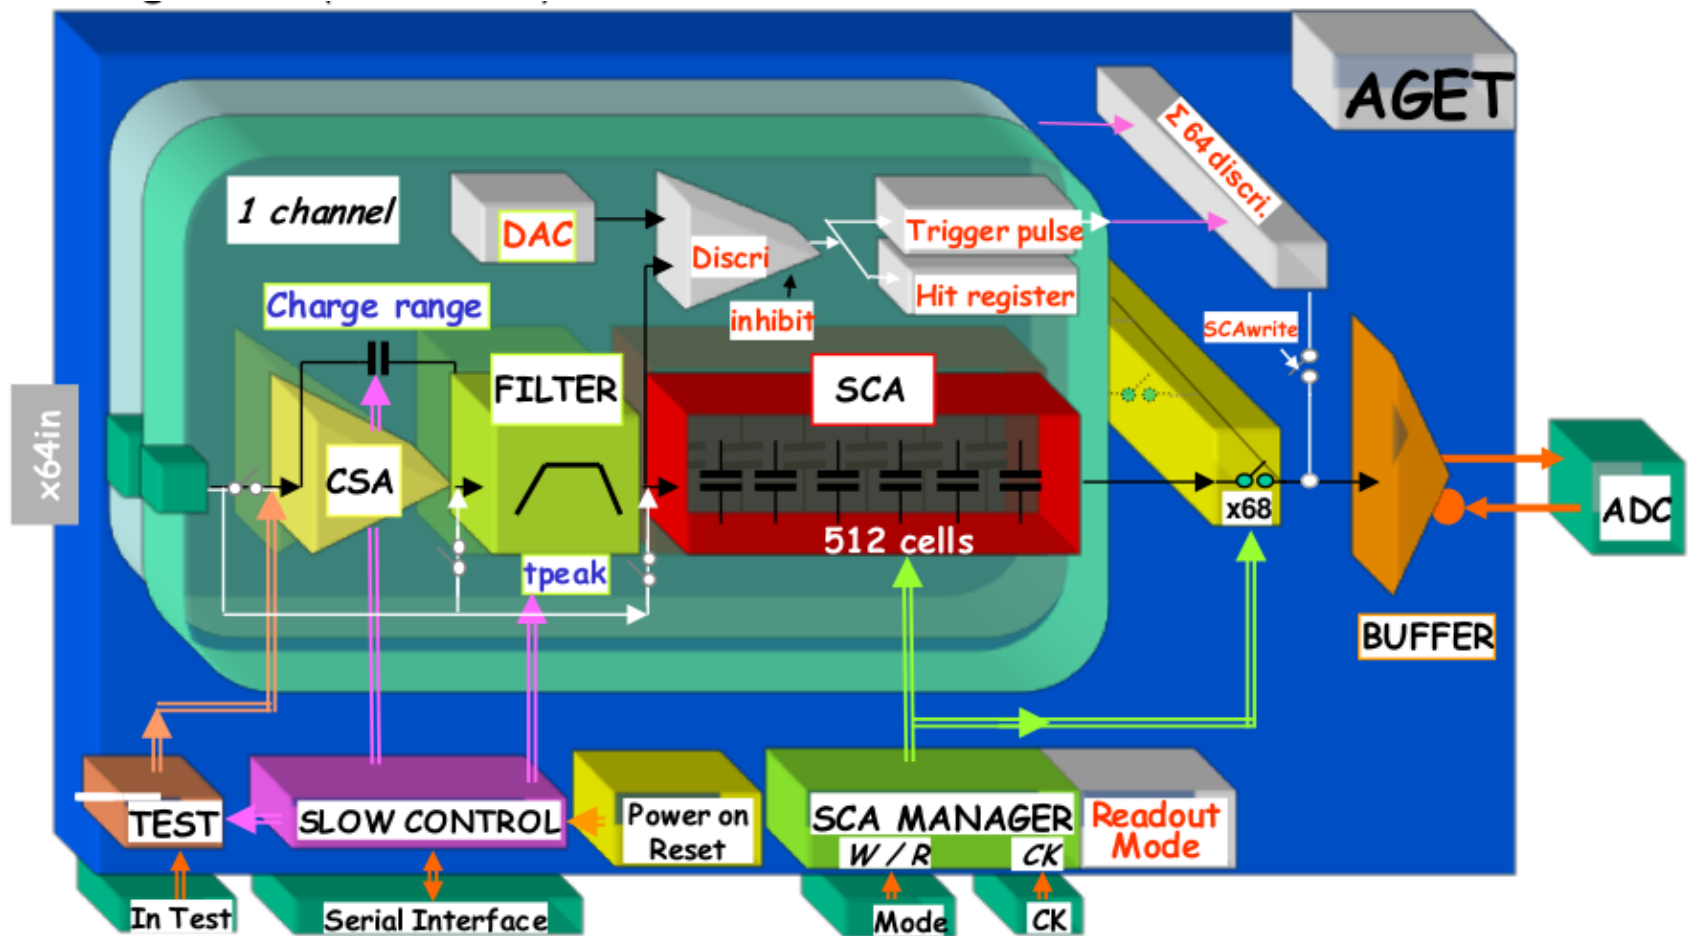 AGET
Σ 64 discri.
1 channel
DAC
Discri
Trigger pulse
Hit register
inhibit
SCAwrite
Charge range
FILTER
SCA
x64in
CSA
512 cells
x68
ADC
tpeak
BUFFER
TEST
SLOW CONTROL
Power on
Reset
SCA MANAGER
W / R
CK
Readout
Mode
In Test
Serial Interface
Mode
CK